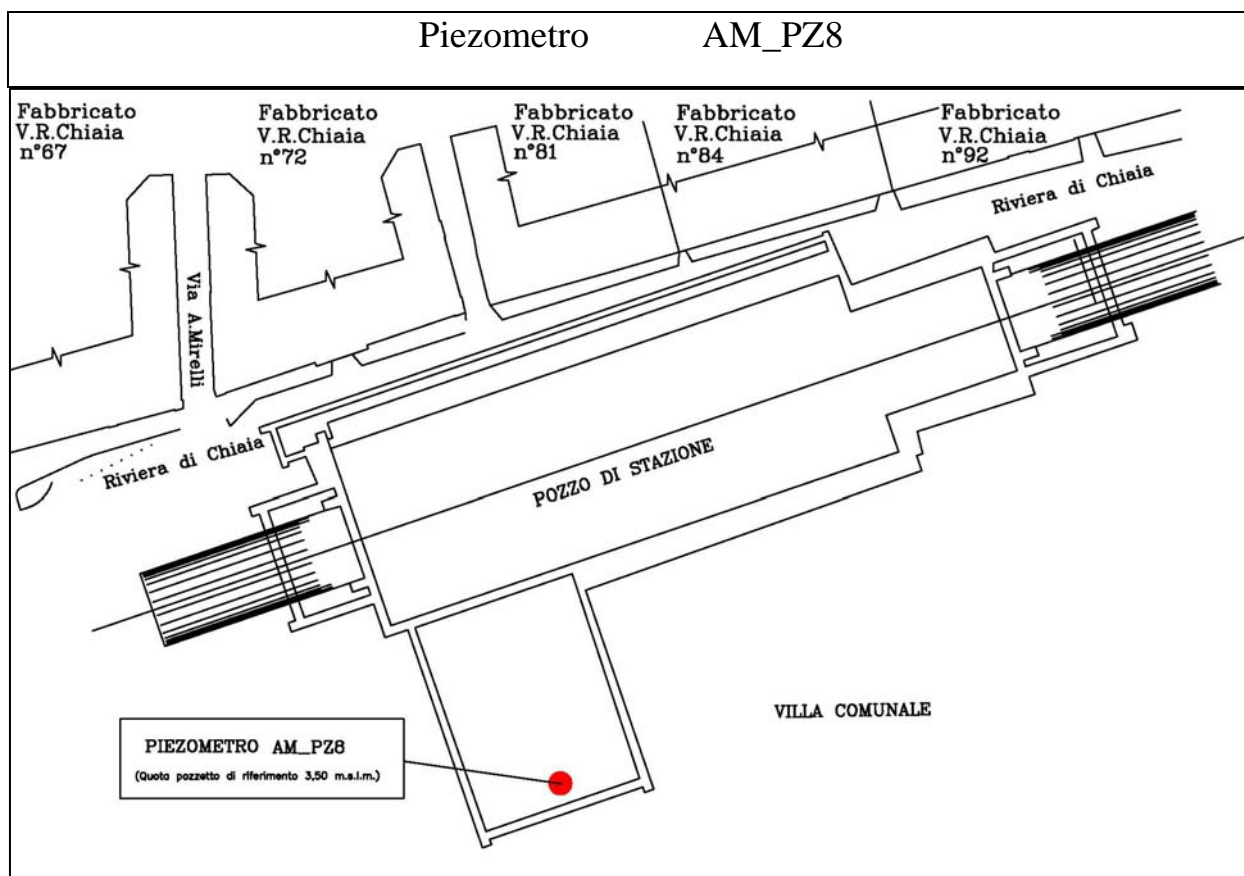 Piezometro AM_PZ8
Fabbricato
V.R.Chiaia
n°67
Fabbricato
V.R.Chiaia
n°72
Fabbricato
V.R.Chiaia
n°81
Fabbricato
V.R.Chiaia
n°84
Fabbricato
V.R.Chiaia
n°92
Riviera di Chiaia
Via A.Mirelli
Riviera di Chiaia
POZZO DI STAZIONE
VILLA COMUNALE
PIEZOMETRO AM_PZ8
(Quota pozzetto di riferimento 3,50 m.s.l.m.)